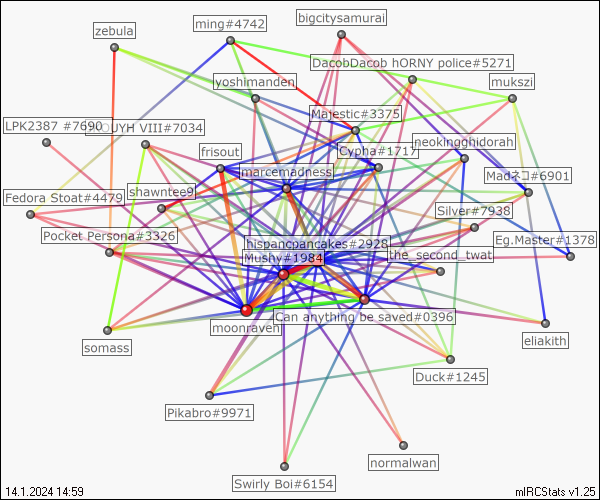 bigcitysamurai
ming#4742
zebula
DacobDacob hORNY police#5271
yoshimanden
mukszi
Majestic#3375
LPK2387 #7690
OUYH VIII#7034
neokingghidorah
frisout
Cypha#1717
marcemadness
Madネコ#6901
shawntee9
Fedora Stoat#4479
Silver#7938
Pocket Persona#3326
Eg.Master#1378
hispancpancakes#2928
Mushy#1984
the_second_twat
Can anything be saved#0396
moonraven
eliakith
somass
Duck#1245
Pikabro#9971
normalwan
Swirly Boi#6154
14.1.2024 14:59
mIRCStats v1.25